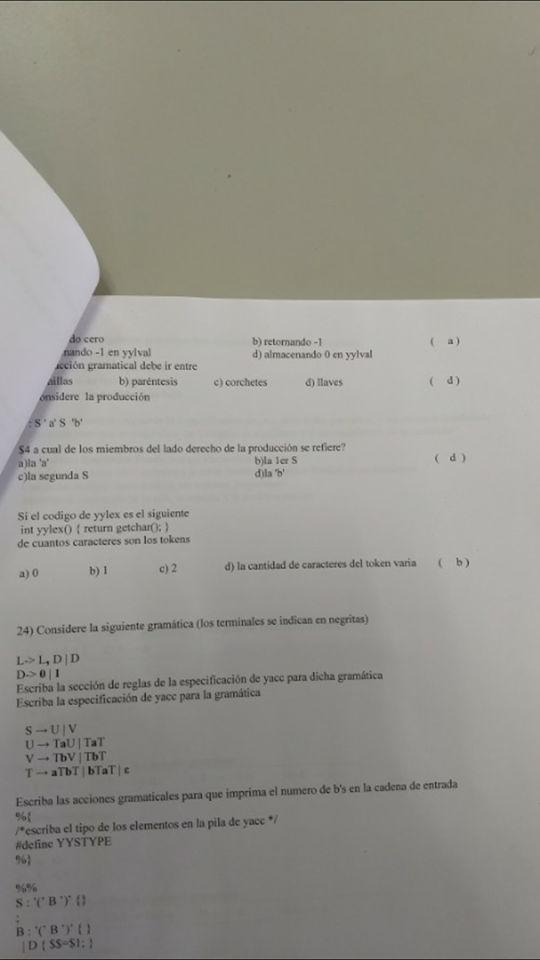 do cero b) retornando -1 ( a )
nando -1 en yylval d) almacenando 0 en yylval
cción gramatical debe ir entre
illas b) paréntesis c) corchetes d) llaves ( d )
onsidere la producción
: S 'a' S 'b'
$4 a cual de los miembros del lado derecho de la producción se refiere?
a)la 'a' b)la 1er S ( d )
c)la segunda S d)la 'b'
Si el codigo de yylex es el siguiente
int yylex() { return getchar(); }
de cuantos caracteres son los tokens
a) 0 b) 1 c) 2 d) la cantidad de caracteres del token varia ( b )
24) Considere la siguiente gramática (los terminales se indican en negritas)
L-> L, D | D
D-> 0 | 1
Escriba la sección de reglas de la especificación de yacc para dicha gramática
Escriba la especificación de yacc para la gramática
S → U | V
U → TaU | TaT
V → TbV | TbT
T → aTbT | bTaT | ε
Escriba las acciones gramaticales para que imprima el numero de b's en la cadena de entrada
%{
/*escriba el tipo de los elementos en la pila de yacc */
#define YYSTYPE
%}
%%
S : '(' B ')' {}
;
B : '(' B ')' { }
| D { $$=$1; }